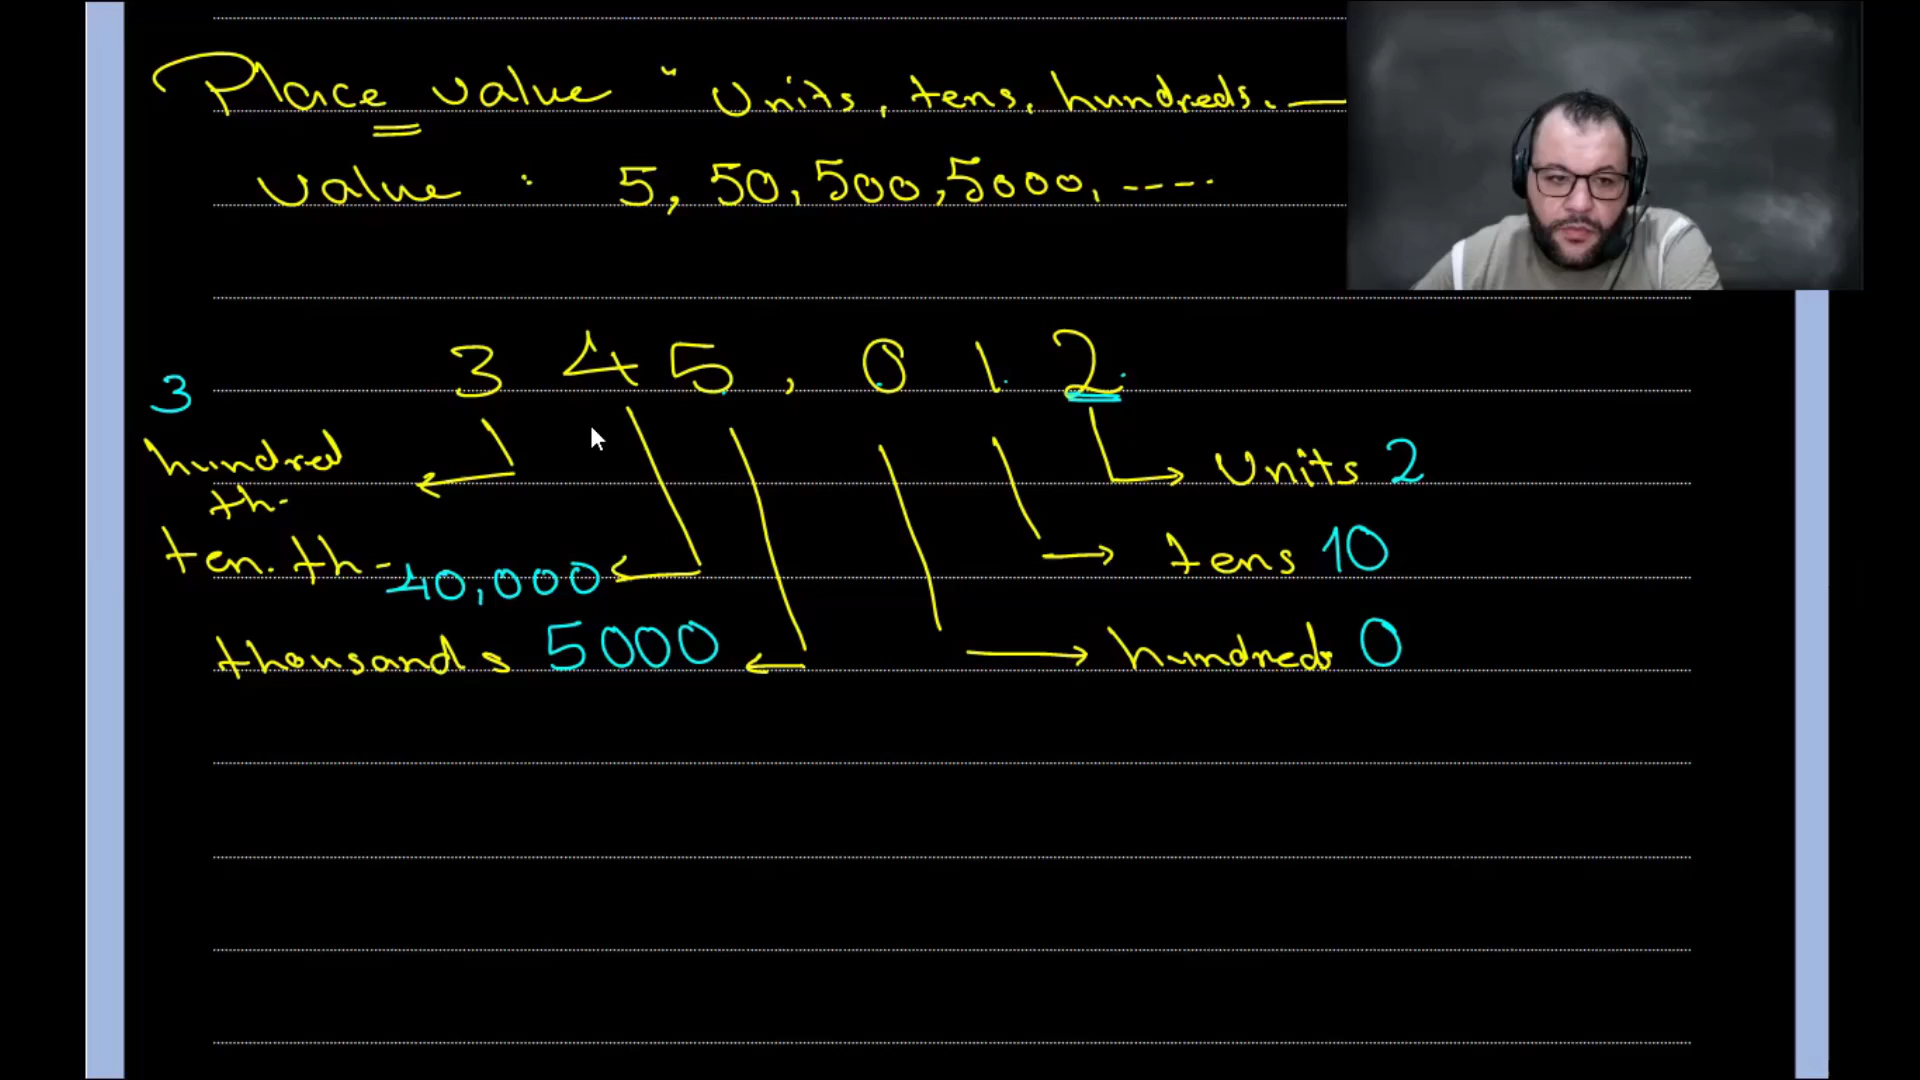 Place value " Units, tens, hundreds. —
value : 5, 50, 500, 5000, ----
3 4 5 , 0 1 2
3
hundred th-
Units 2
ten. th- 40,000
tens 10
thousands 5000
hundreds 0